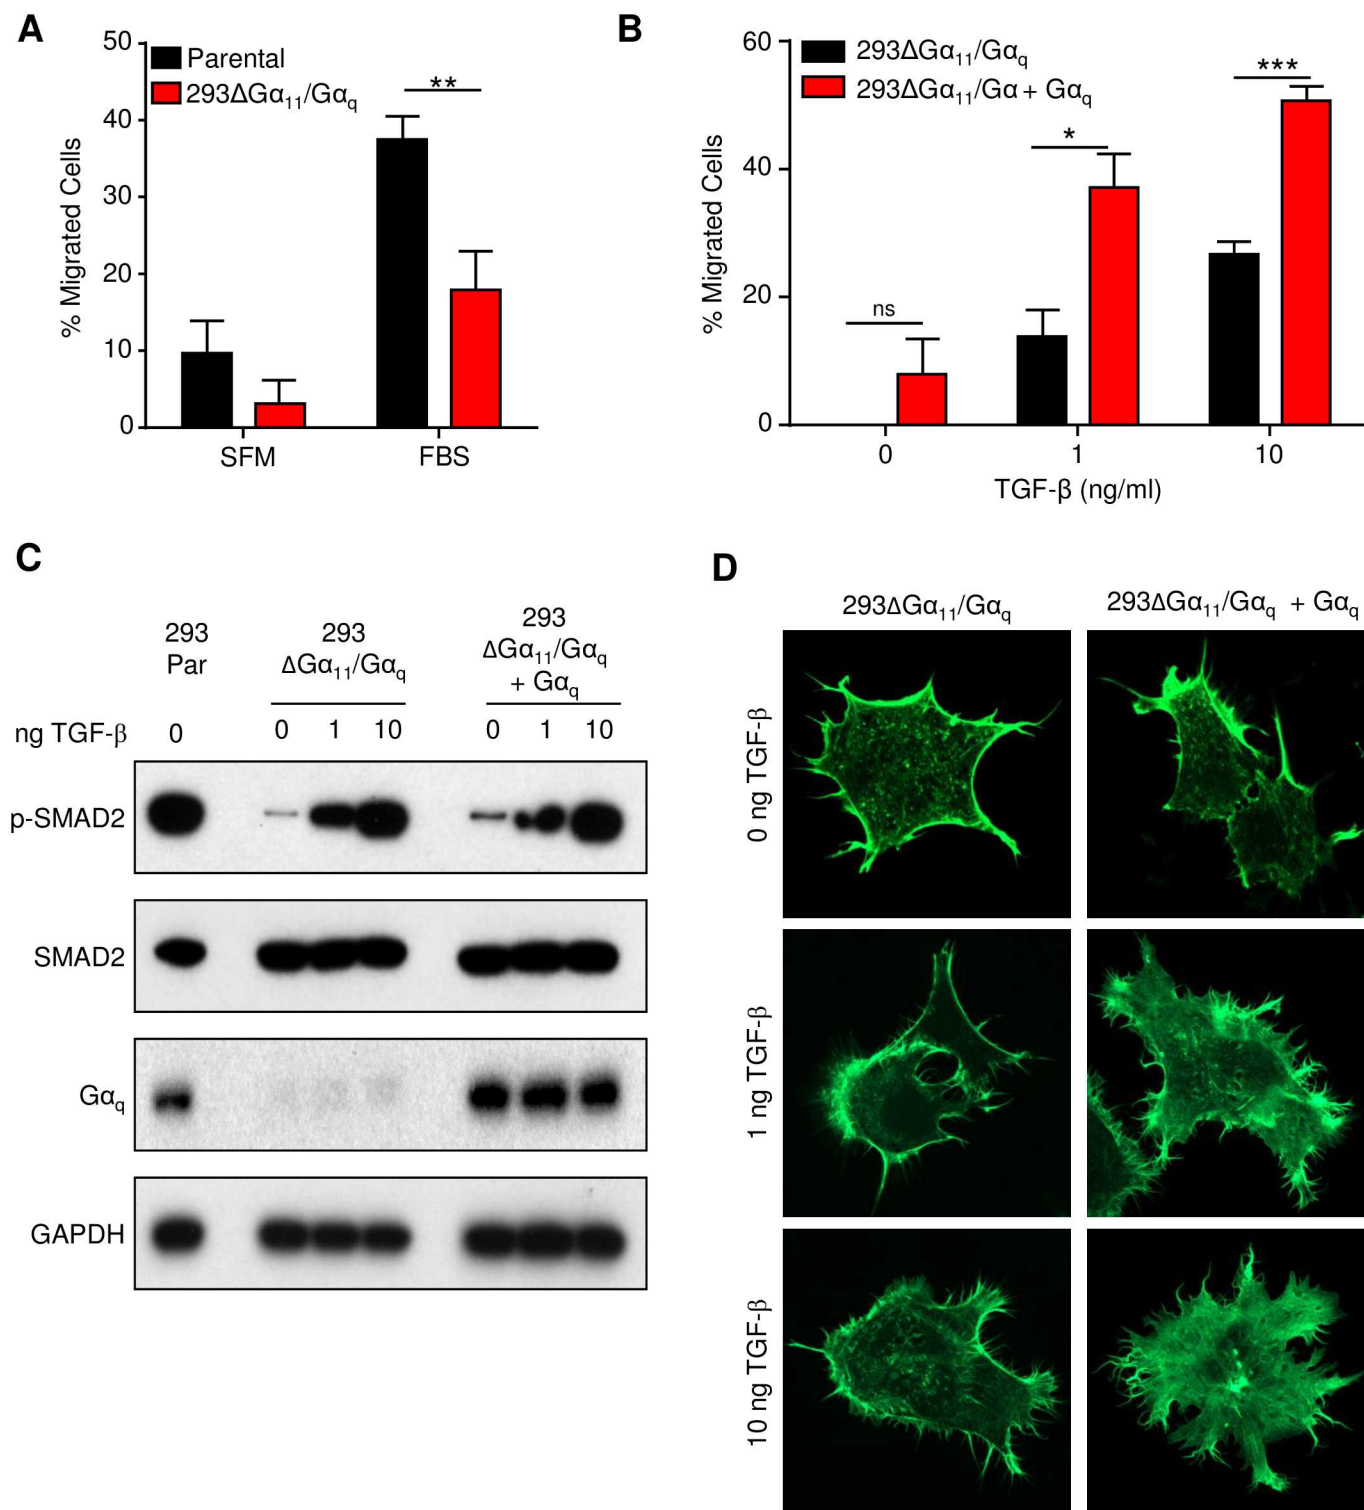 A
50
40
30
20
10
0
% Migrated Cells
Parental
293ΔGα₁₁/Gαq
**
SFM
FBS
B
60
40
20
0
% Migrated Cells
293ΔGα₁₁/Gαq
293ΔGα₁₁/Gα + Gαq
ns
*
***
0 1 10
TGF-β (ng/ml)
C
293
Par
293
ΔGα₁₁/Gαq
293
ΔGα₁₁/Gαq
+ Gαq
ng TGF-β 0 0 1 10 0 1 10
p-SMAD2
SMAD2
Gαq
GAPDH
D
293ΔGα₁₁/Gαq
293ΔGα₁₁/Gαq + Gαq
0 ng TGF-β
1 ng TGF-β
10 ng TGF-β